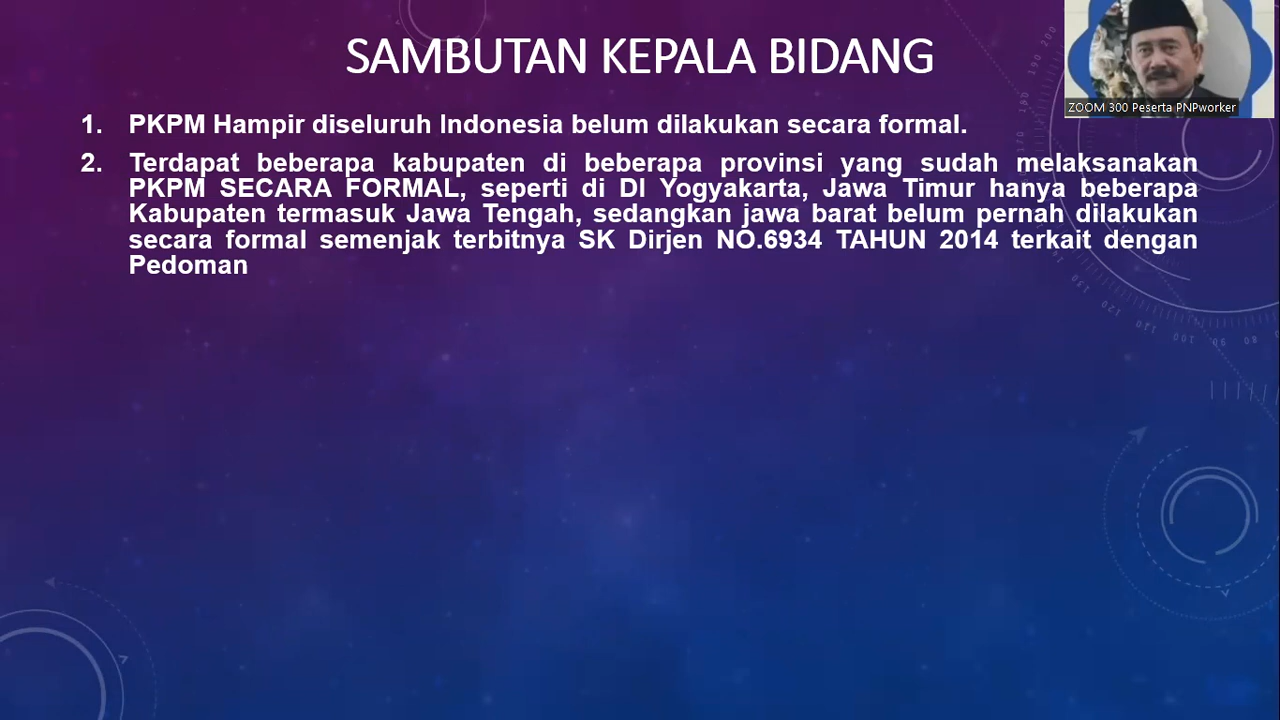 SAMBUTAN KEPALA BIDANG
ZOOM 300 Peserta PNPworker
1. PKPM Hampir diseluruh Indonesia belum dilakukan secara formal.
2. Terdapat beberapa kabupaten di beberapa provinsi yang sudah melaksanakan
PKPM SECARA FORMAL, seperti di DI Yogyakarta, Jawa Timur hanya beberapa
Kabupaten termasuk Jawa Tengah, sedangkan jawa barat belum pernah dilakukan
secara formal semenjak terbitnya SK Dirjen NO.6934 TAHUN 2014 terkait dengan
Pedoman